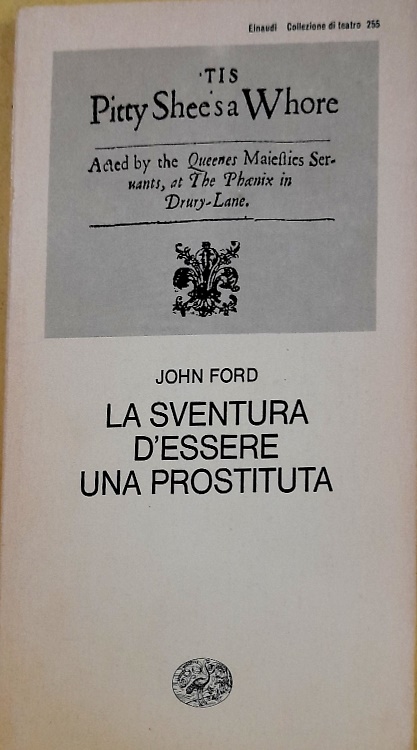 Einaudi Collezione di teatro 255
'TIS
Pitty Shee's a Whore
Acted by the Queenes Maieſties Ser-
uants, at The Phænix in
Drury-Lane.
JOHN FORD
LA SVENTURA
D'ESSERE
UNA PROSTITUTA